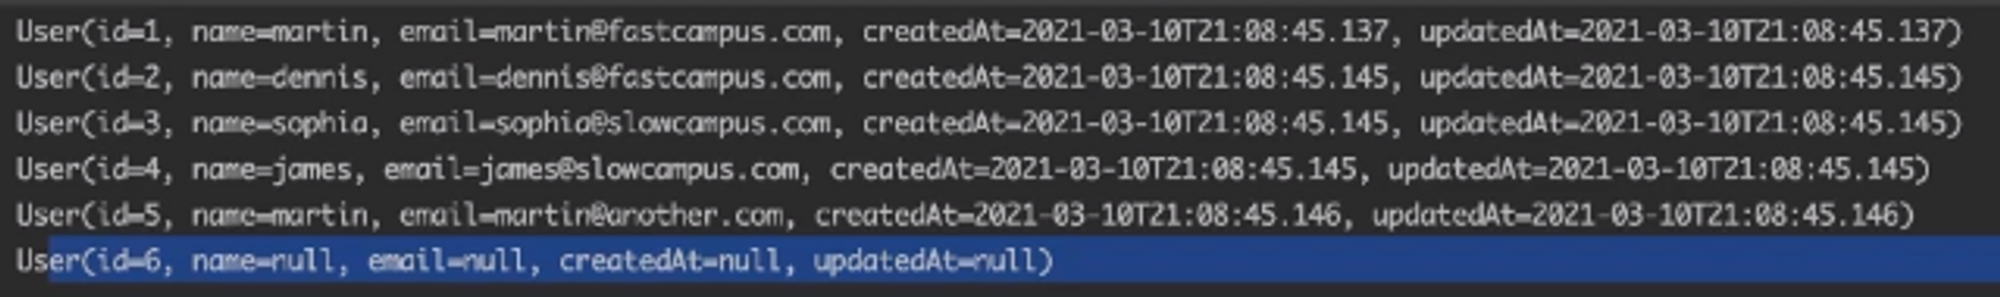 User(id=1, name=martin, email=martin@fastcampus.com, createdAt=2021-03-10T21:08:45.137, updatedAt=2021-03-10T21:08:45.137)
User(id=2, name=dennis, email=dennis@fastcampus.com, createdAt=2021-03-10T21:08:45.145, updatedAt=2021-03-10T21:08:45.145)
User(id=3, name=sophia, email=sophia@slowcampus.com, createdAt=2021-03-10T21:08:45.145, updatedAt=2021-03-10T21:08:45.145)
User(id=4, name=james, email=james@slowcampus.com, createdAt=2021-03-10T21:08:45.145, updatedAt=2021-03-10T21:08:45.145)
User(id=5, name=martin, email=martin@another.com, createdAt=2021-03-10T21:08:45.146, updatedAt=2021-03-10T21:08:45.146)
User(id=6, name=null, email=null, createdAt=null, updatedAt=null)